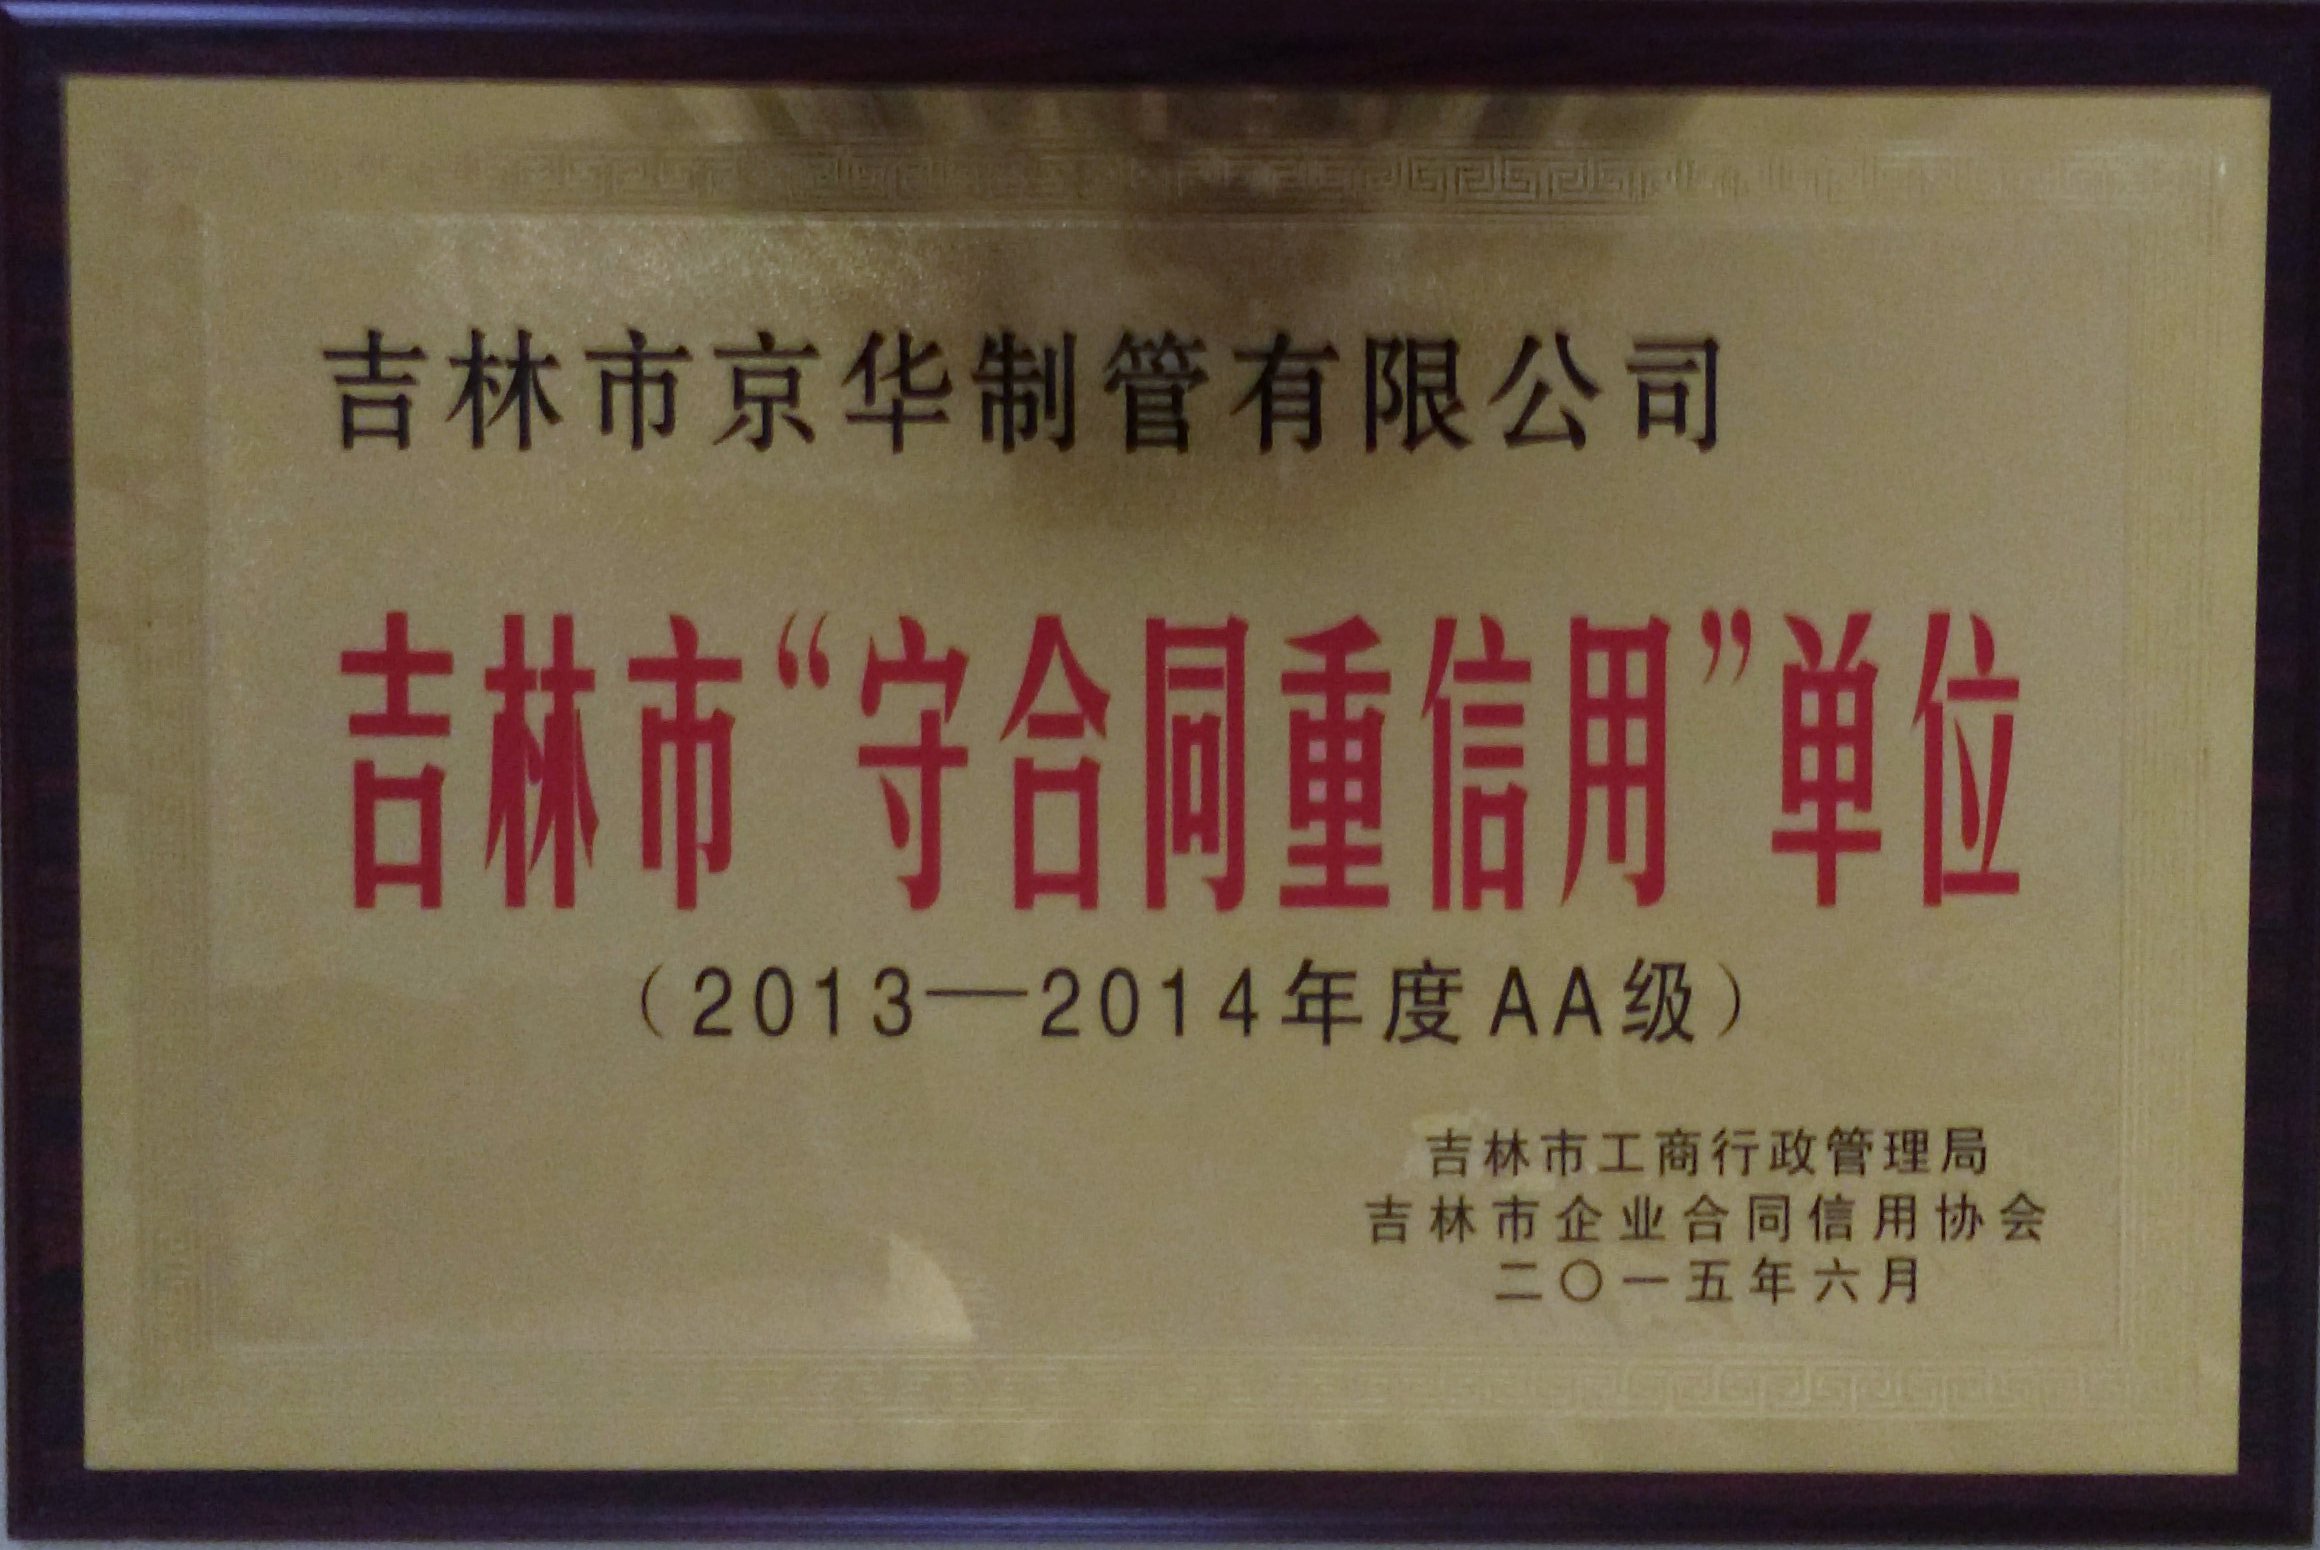 吉林市京华制管有限公司
吉林市“守合同重信用”单位
（2013—2014年度AA级）
吉林市工商行政管理局
吉林市企业合同信用协会
二〇一五年六月